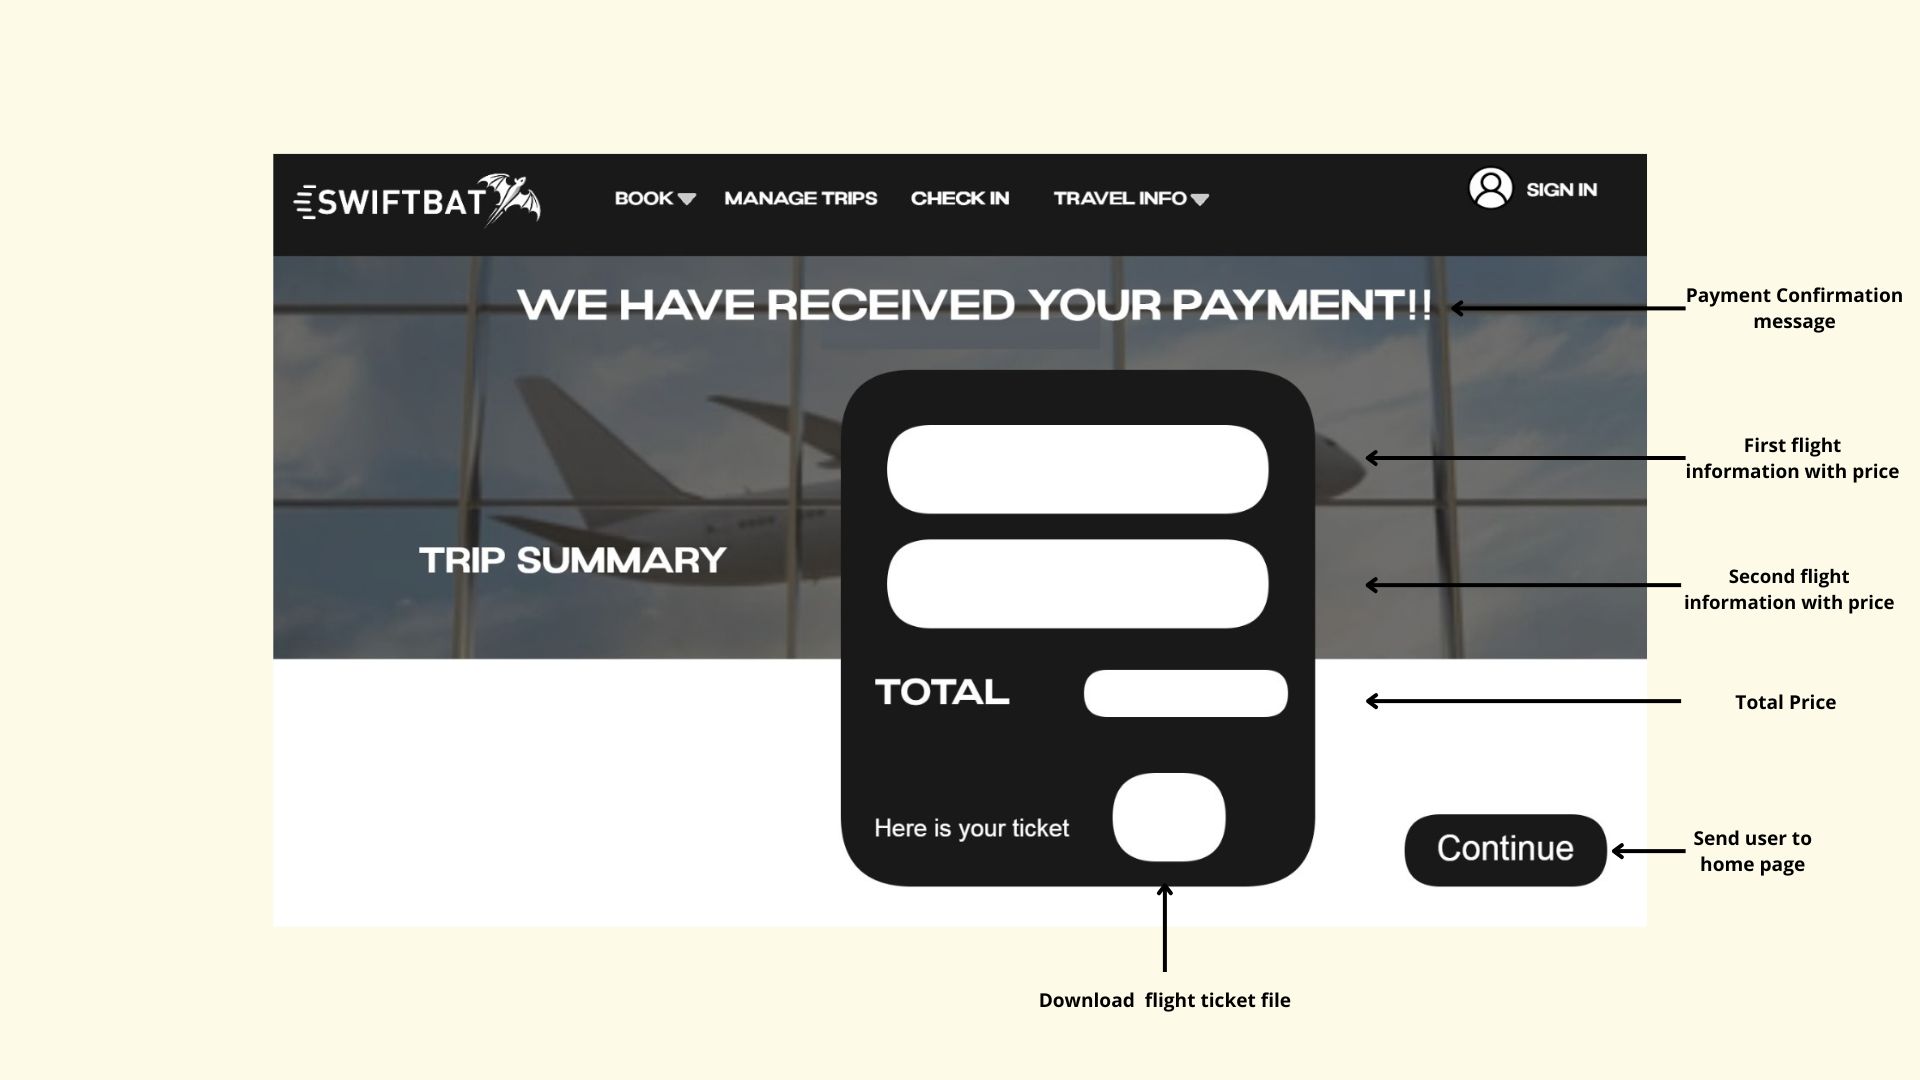 SWIFTBAT
BOOK
MANAGE TRIPS
CHECK IN
TRAVEL INFO
SIGN IN
WE HAVE RECEIVED YOUR PAYMENT!!
Payment Confirmation
message
First flight
information with price
TRIP SUMMARY
Second flight
information with price
TOTAL
Total Price
Here is your ticket
Continue
Send user to
home page
Download  flight ticket file